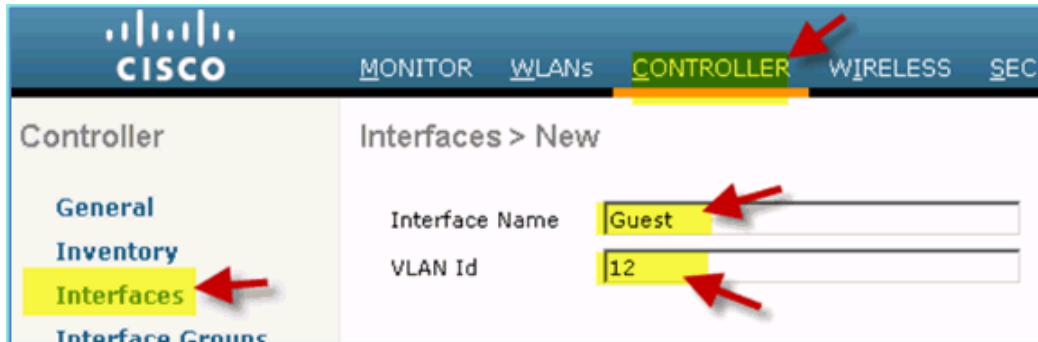 CISCO
MONITOR WLANs CONTROLLER WIRELESS SEC
Controller
Interfaces > New
General
Interface Name Guest
Inventory
VLAN Id 12
Interfaces
Interface Groups